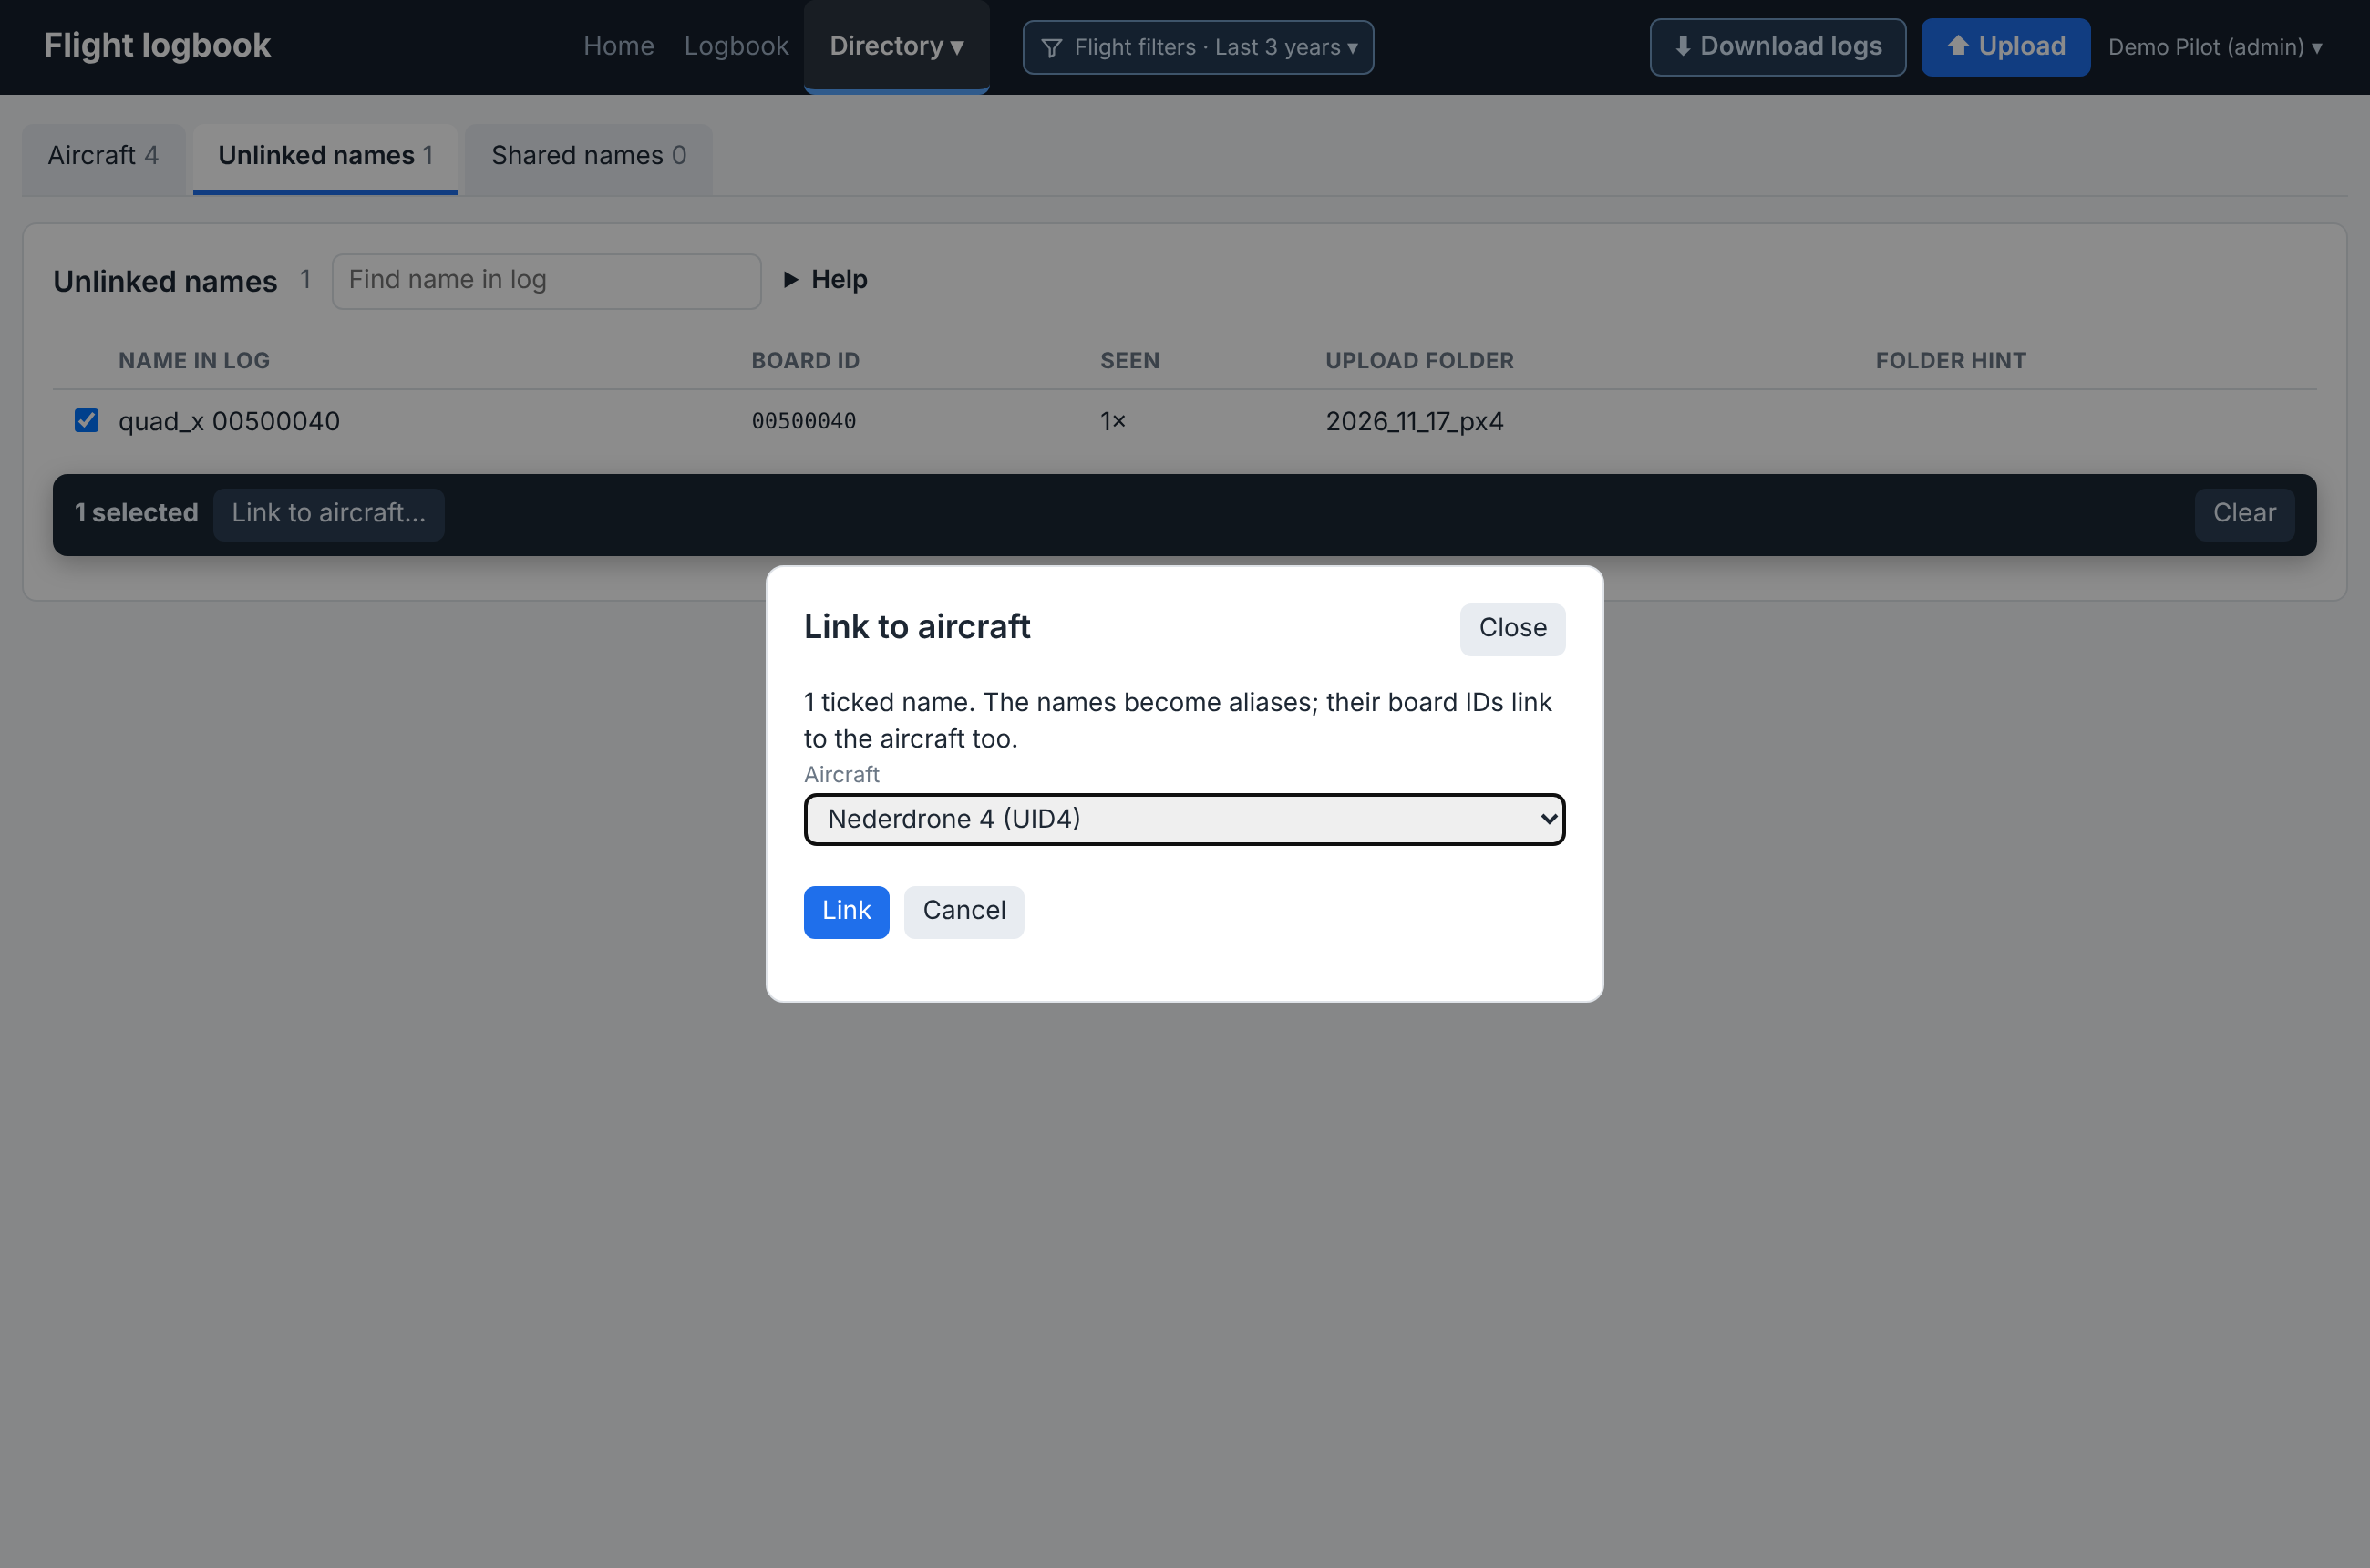 Flight logbook
Home
Logbook
Directory ▾
Flight filters · Last 3 years ▾
⬇ Download logs
⬆ Upload
Demo Pilot (admin) ▾
Aircraft 4
Unlinked names 1
Shared names 0
Unlinked names 1
Find name in log
▶ Help
NAME IN LOG
BOARD ID
SEEN
UPLOAD FOLDER
FOLDER HINT
quad_x 00500040
00500040
1×
2026_11_17_px4
1 selected
Link to aircraft...
Clear
Link to aircraft
Close
1 ticked name. The names become aliases; their board IDs link
to the aircraft too.
Aircraft
Nederdrone 4 (UID4)
Link
Cancel